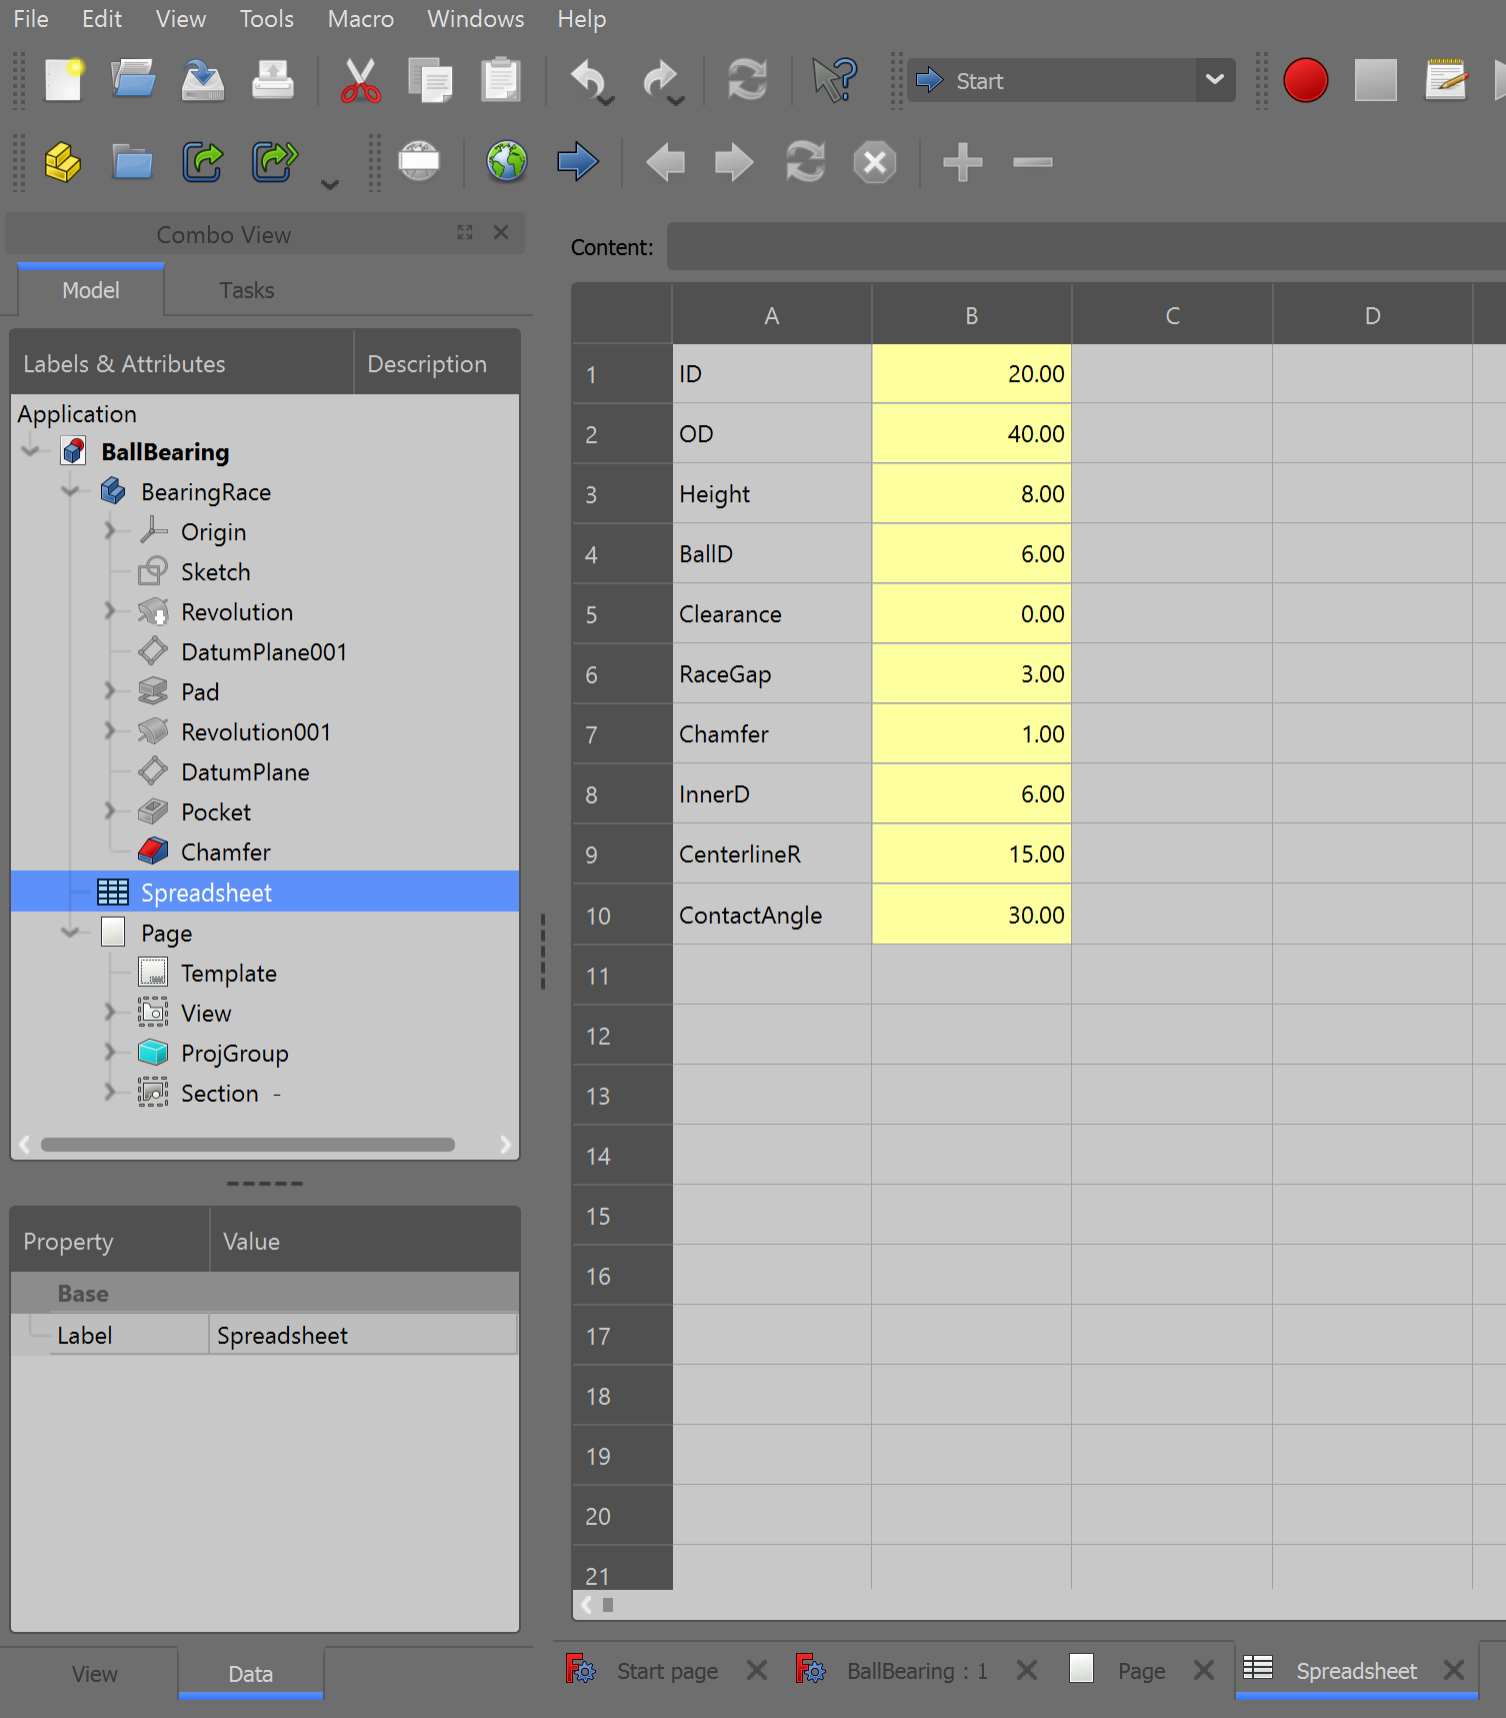 File Edit View Tools Macro Windows Help
Start
Combo View
Model Tasks
Labels & Attributes Description
Application
BallBearing
BearingRace
Origin
Sketch
Revolution
DatumPlane001
Pad
Revolution001
DatumPlane
Pocket
Chamfer
Spreadsheet
Page
Template
View
ProjGroup
Section -
Property Value
Base
Label Spreadsheet
View Data
Content:
A B C D
1 ID 20.00
2 OD 40.00
3 Height 8.00
4 BallD 6.00
5 Clearance 0.00
6 RaceGap 3.00
7 Chamfer 1.00
8 InnerD 6.00
9 CenterlineR 15.00
10 ContactAngle 30.00
11
12
13
14
15
16
17
18
19
20
21
Start page BallBearing : 1 Page Spreadsheet